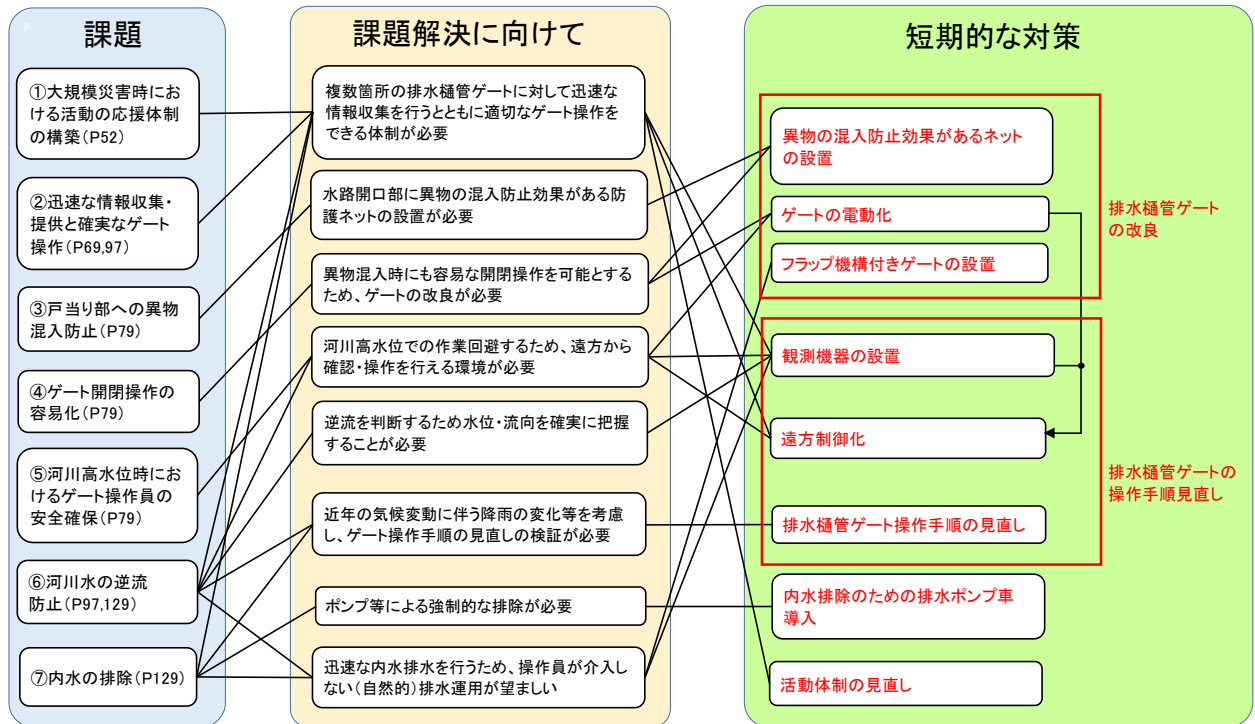 課題
①大規模災害時にお
ける活動の応援体制
の構築(P52)
②迅速な情報収集・
提供と確実なゲート
操作(P69,97)
③戸当り部への異物
混入防止(P79)
④ゲート開閉操作の
容易化(P79)
⑤河川高水位時にお
けるゲート操作員の
安全確保(P79)
⑥河川水の逆流
防止(P97,129)
⑦内水の排除(P129)
課題解決に向けて
複数箇所の排水樋管ゲートに対して迅速な
情報収集を行うとともに適切なゲート操作を
できる体制が必要
水路開口部に異物の混入防止効果がある防
護ネットの設置が必要
異物混入時にも容易な開閉操作を可能とする
ため、ゲートの改良が必要
河川高水位での作業回避するため、遠方から
確認・操作を行える環境が必要
逆流を判断するため水位・流向を確実に把握
することが必要
近年の気候変動に伴う降雨の変化等を考慮
し、ゲート操作手順の見直しの検証が必要
ポンプ等による強制的な排除が必要
迅速な内水排水を行うため、操作員が介入し
ない(自然的)排水運用が望ましい
短期的な対策
異物の混入防止効果があるネット
の設置
ゲートの電動化
フラップ機構付きゲートの設置
排水樋管ゲート
の改良
観測機器の設置
遠方制御化
排水樋管ゲート操作手順の見直し
排水樋管ゲートの
操作手順見直し
内水排除のための排水ポンプ車
導入
活動体制の見直し